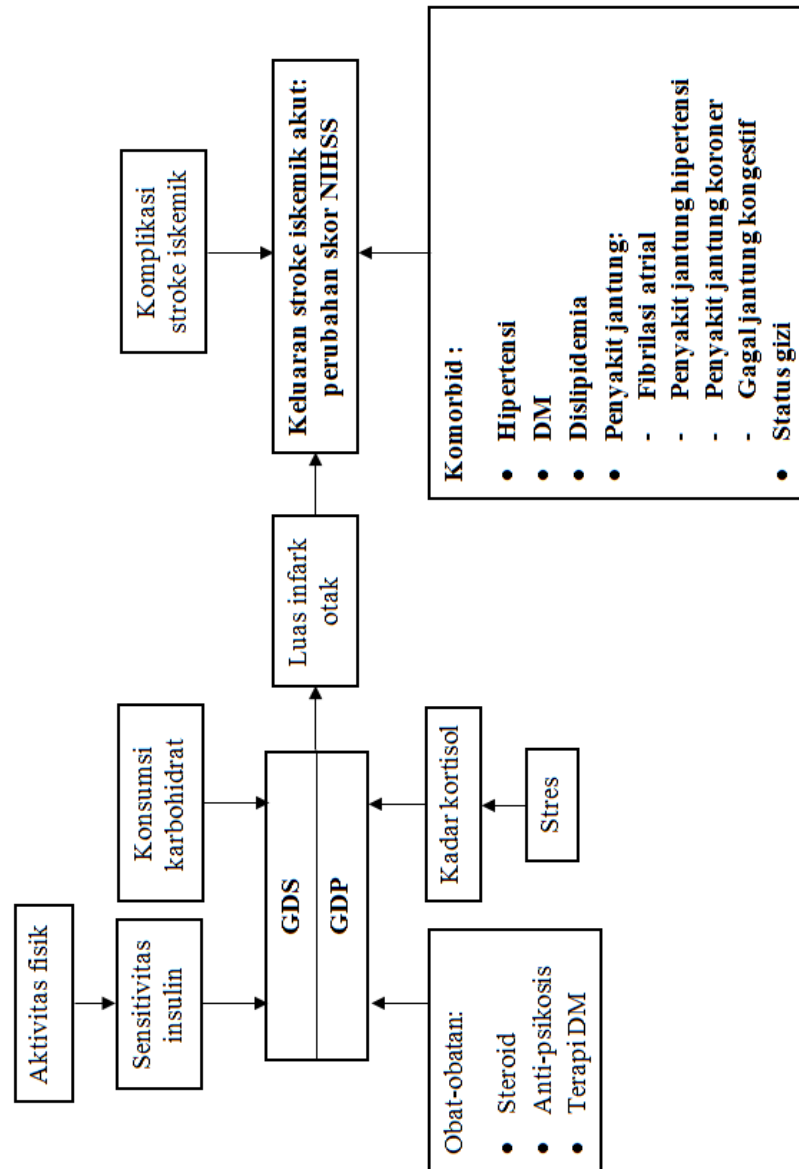 Aktivitas fisik
Sensitivitas
insulin
Konsumsi
karbohidrat
GDS
GDP
Obat-obatan:
● Steroid
● Anti-psikosis
● Terapi DM
Kadar kortisol
Stres
Luas infark
otak
Komplikasi
stroke iskemik
Keluaran stroke iskemik akut:
perubahan skor NIHSS
Komorbid :
● Hipertensi
● DM
● Dislipidemia
● Penyakit jantung:
- Fibrilasi atrial
- Penyakit jantung hipertensi
- Penyakit jantung koroner
- Gagal jantung kongestif
● Status gizi